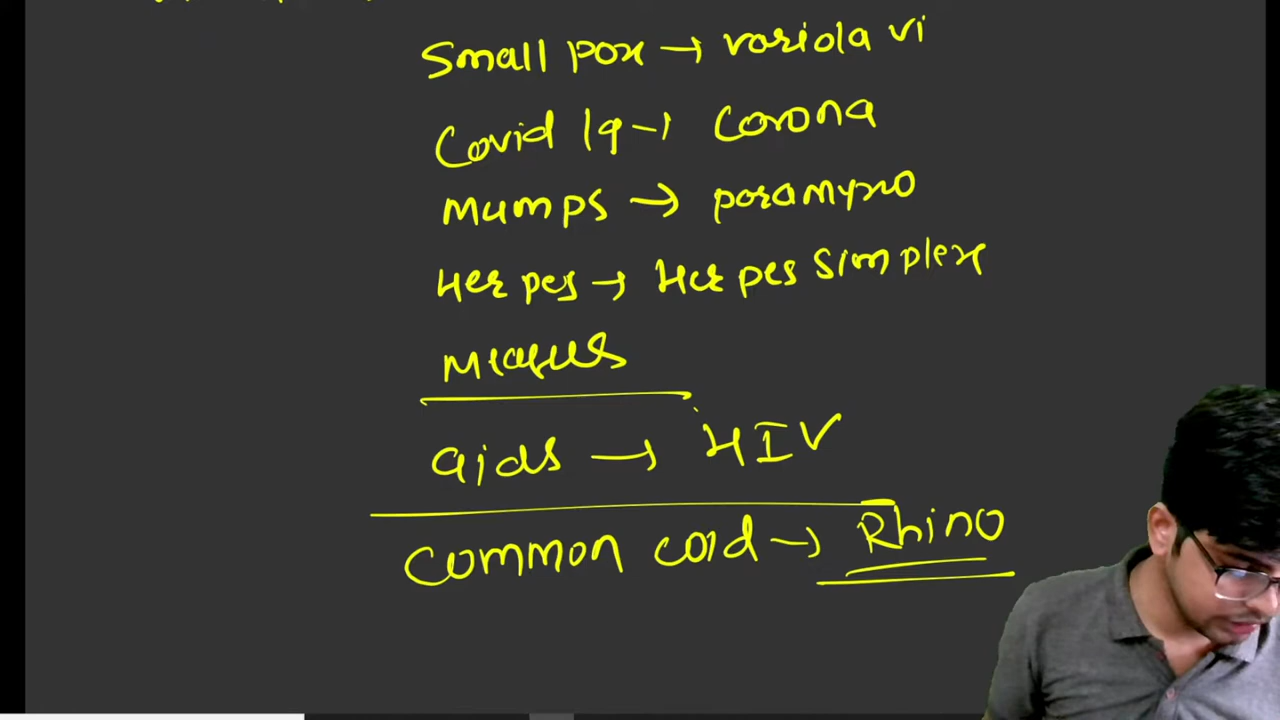 Small pox → variola vi
Covid 19 → Corona
Mumps → paramyxo
Herpes → Herpes simplex
Measles
aids → HIV
Common cold → Rhino